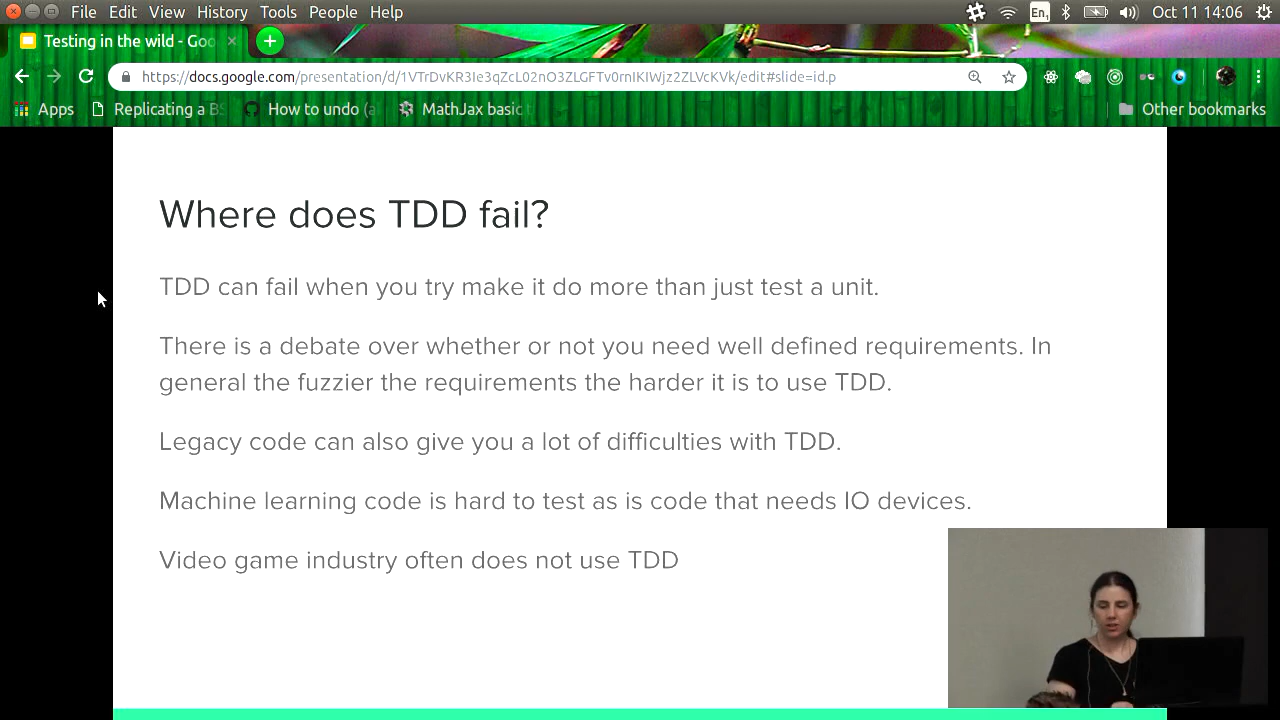 File Edit View History Tools People Help
En1
Oct 11 14:06
Testing in the wild - Goo
https://docs.google.com/presentation/d/1VTrDvKR3Ie3qZcL02nO3ZLGFTv0rnIKIWjz2ZLVcKVk/edit#slide=id.p
Apps Replicating a BS How to undo (a MathJax basic t Other bookmarks
Where does TDD fail?
TDD can fail when you try make it do more than just test a unit.
There is a debate over whether or not you need well defined requirements. In
general the fuzzier the requirements the harder it is to use TDD.
Legacy code can also give you a lot of difficulties with TDD.
Machine learning code is hard to test as is code that needs IO devices.
Video game industry often does not use TDD